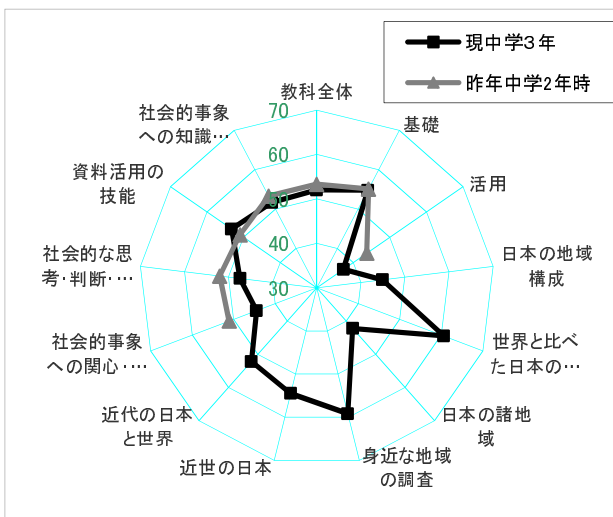 現中学3年
昨年中学2年時
教科全体
基礎
活用
日本の地域
構成
世界と比べ
た日本の…
日本の諸地
域
身近な地域
の調査
近世の日本
近代の日本
と世界
社会的事象
への関心・…
社会的な思
考・判断・…
資料活用の
技能
社会的事象
への知識…
70
60
50
40
30